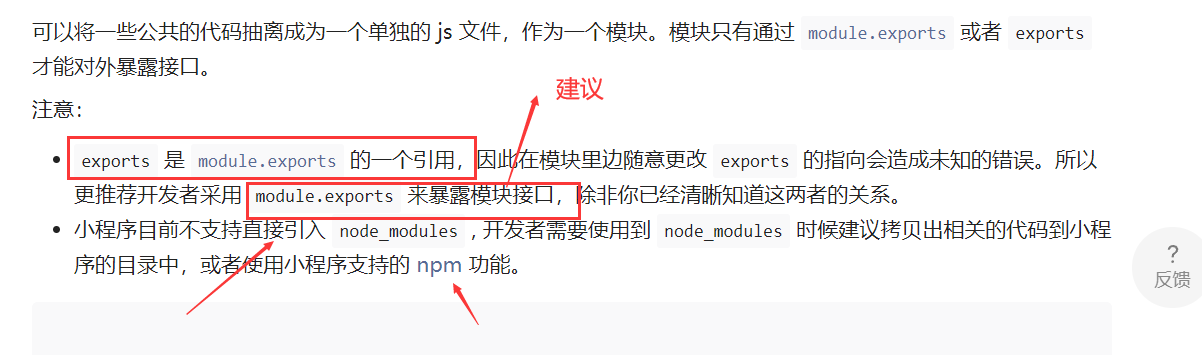 可以将一些公共的代码抽离成为一个单独的 js 文件，作为一个模块。模块只有通过 module.exports 或者 exports
才能对外暴露接口。
建议
注意：
exports 是 module.exports 的一个引用，因此在模块里边随意更改 exports 的指向会造成未知的错误。所以
更推荐开发者采用 module.exports 来暴露模块接口，除非你已经清晰知道这两者的关系。
小程序目前不支持直接引入 node_modules , 开发者需要使用到 node_modules 时候建议拷贝出相关的代码到小程
序的目录中，或者使用小程序支持的 npm 功能。
?
反馈